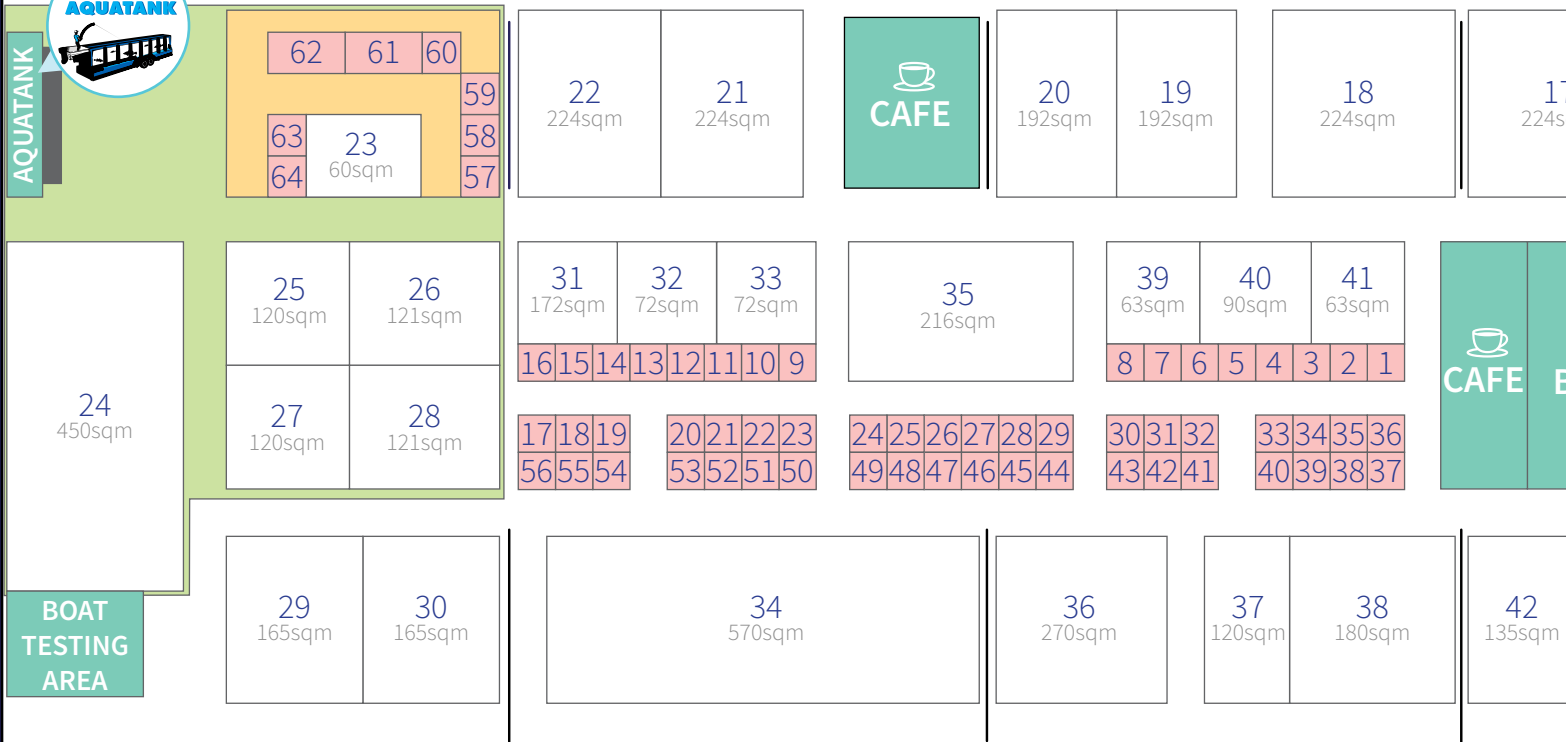 AQUATANK
AQUATANK
62 61 60
59
63 58
64 57
23
60sqm
22
224sqm
21
224sqm
CAFE
20
192sqm
19
192sqm
18
224sqm
24
450sqm
25
120sqm
26
121sqm
27
120sqm
28
121sqm
31
172sqm
32
72sqm
33
72sqm
16 15 14 13 12 11 10 9
35
216sqm
39
63sqm
40
90sqm
41
63sqm
8 7 6 5 4 3 2 1
CAFE
17 18 19 20 21 22 23 24 25 26 27 28 29 30 31 32 33 34 35 36
56 55 54 53 52 51 50 49 48 47 46 45 44 43 42 41 40 39 38 37
BOAT
TESTING
AREA
29
165sqm
30
165sqm
34
570sqm
36
270sqm
37
120sqm
38
180sqm
42
135sqm